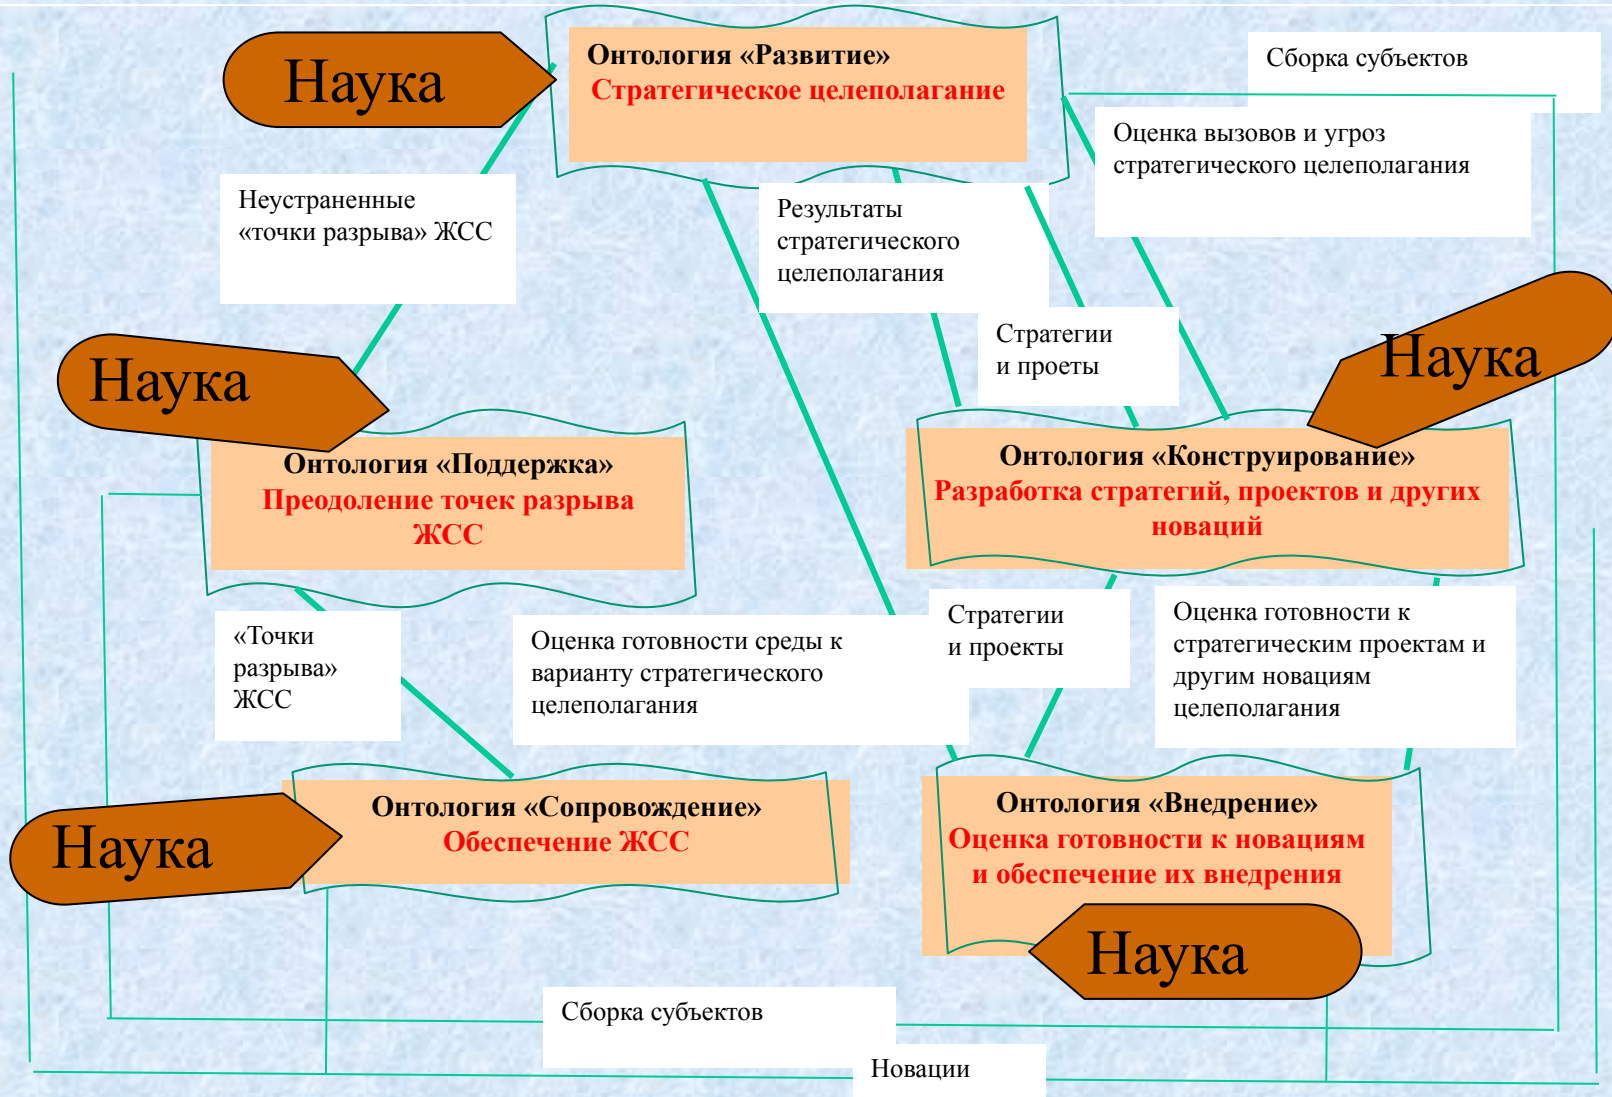 Наука
Онтология «Развитие»
Стратегическое целеполагание
Сборка субъектов
Оценка вызовов и угроз
стратегического целеполагания
Неустраненные
«точки разрыва» ЖСС
Результаты
стратегического
целеполагания
Стратегии
и проеты
Наука
Наука
Онтология «Поддержка»
Преодоление точек разрыва
ЖСС
Онтология «Конструирование»
Разработка стратегий, проектов и других
новаций
«Точки
разрыва»
ЖСС
Оценка готовности среды к
варианту стратегического
целеполагания
Стратегии
и проекты
Оценка готовности к
стратегическим проектам и
другим новациям
целеполагания
Наука
Онтология «Сопровождение»
Обеспечение ЖСС
Онтология «Внедрение»
Оценка готовности к новациям
и обеспечение их внедрения
Наука
Сборка субъектов
Новации